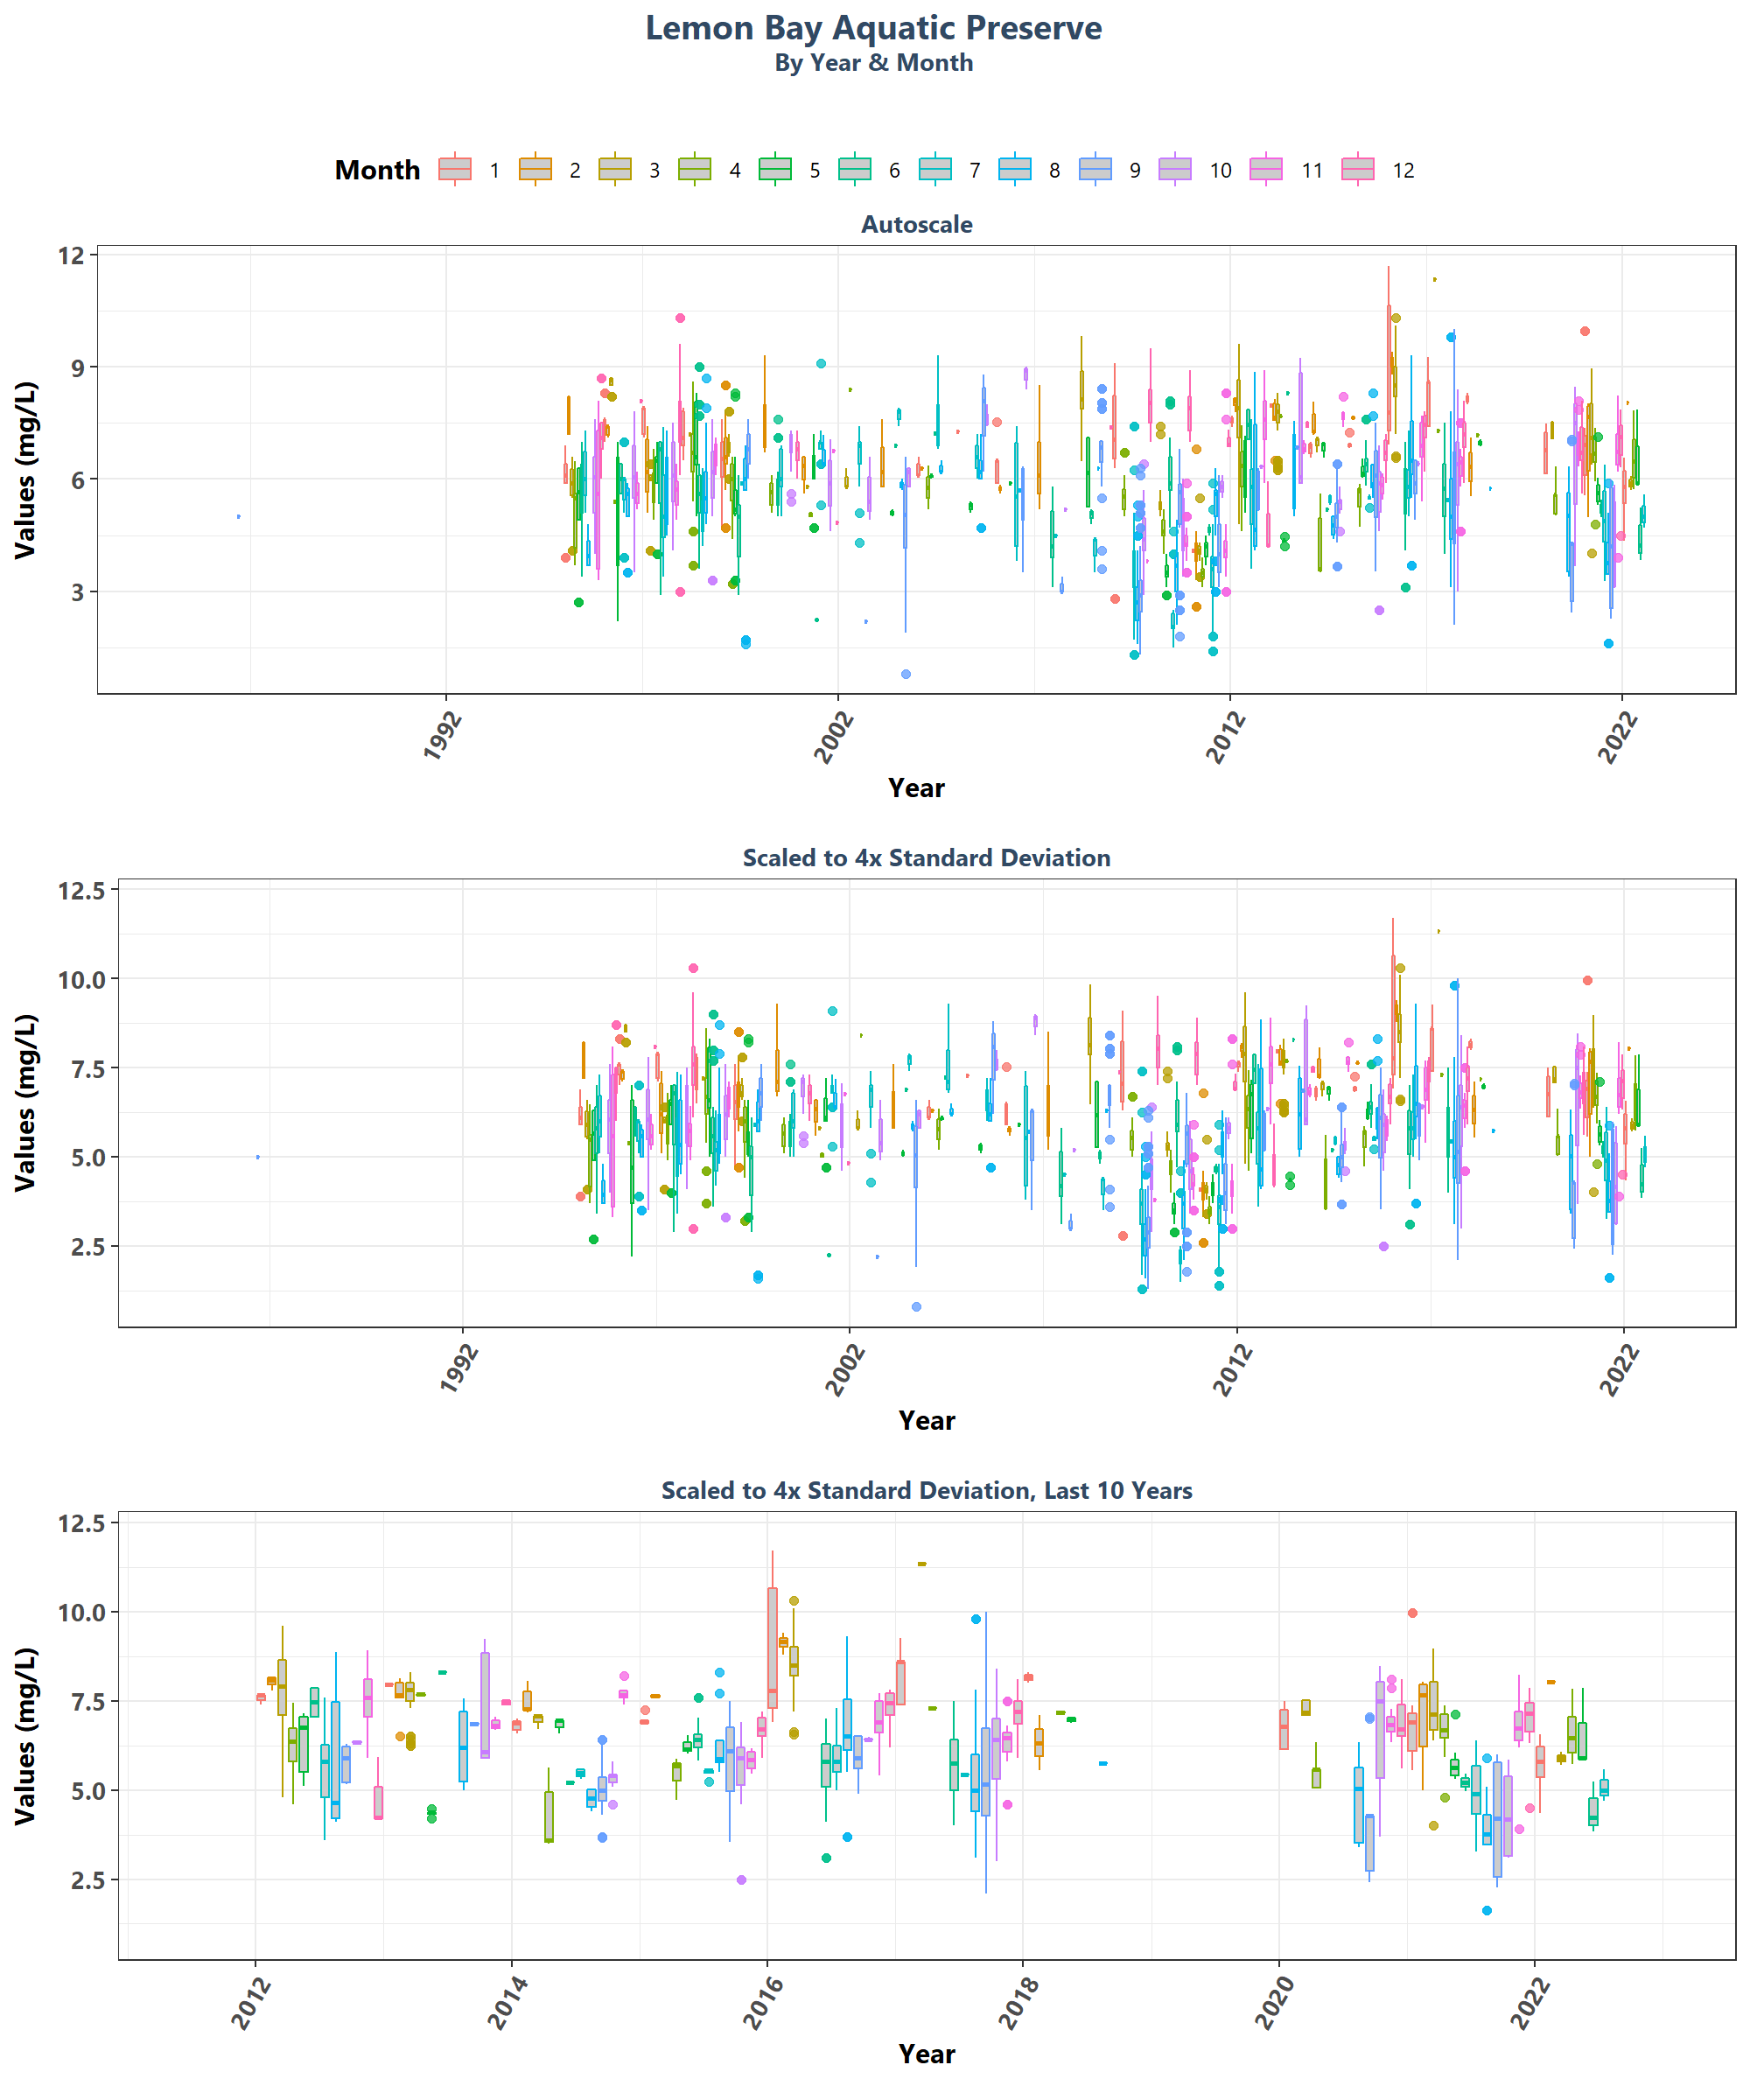 Lemon Bay Aquatic Preserve
By Year & Month
Month 1 2 3 4 5 6 7 8 9 10 11 12
Autoscale
Values (mg/L)
12
9
6
3
1992 2002 2012 2022
Year
Scaled to 4x Standard Deviation
Values (mg/L)
12.5
10.0
7.5
5.0
2.5
1992 2002 2012 2022
Year
Scaled to 4x Standard Deviation, Last 10 Years
Values (mg/L)
12.5
10.0
7.5
5.0
2.5
2012 2014 2016 2018 2020 2022
Year